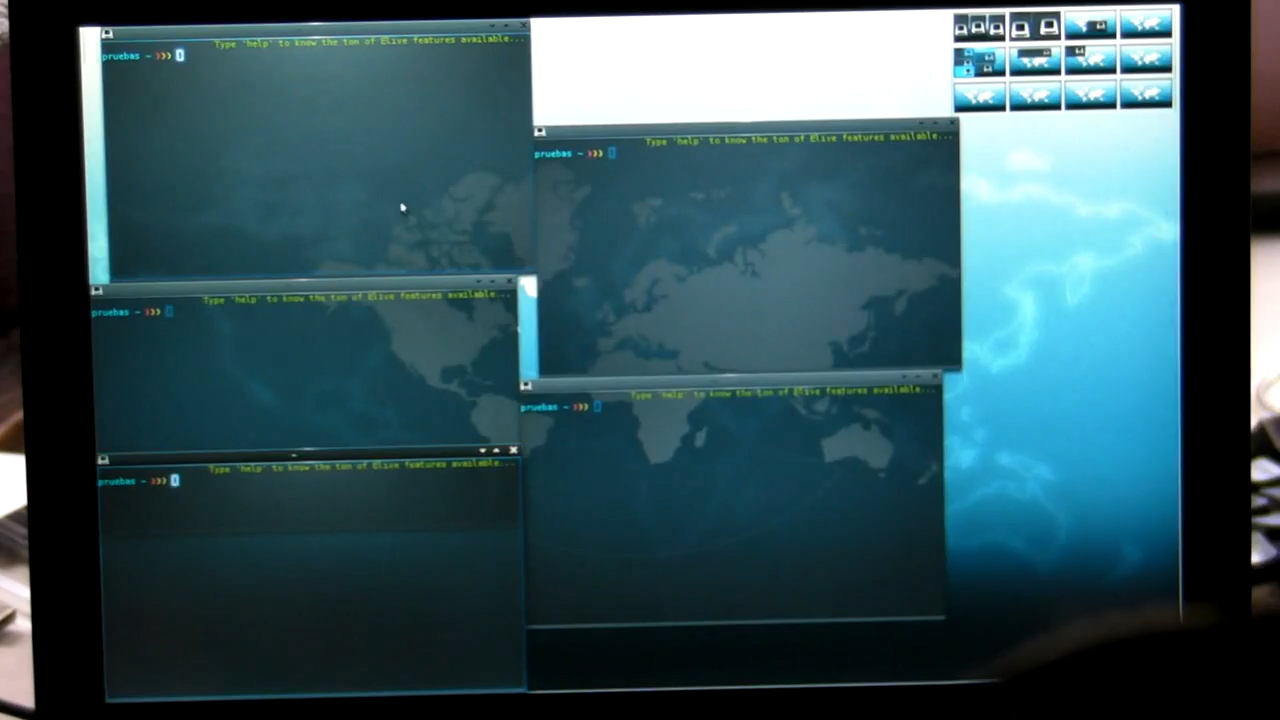 Type 'help' to know the ton of Elive features available...
pruebas ~ >>>
Type 'help' to know the ton of Elive features available...
pruebas ~ >>>
Type 'help' to know the ton of Elive features available...
pruebas ~ >>>
Type 'help' to know the ton of Elive features available...
pruebas ~ >>>
Type 'help' to know the ton of Elive features available...
pruebas ~ >>>